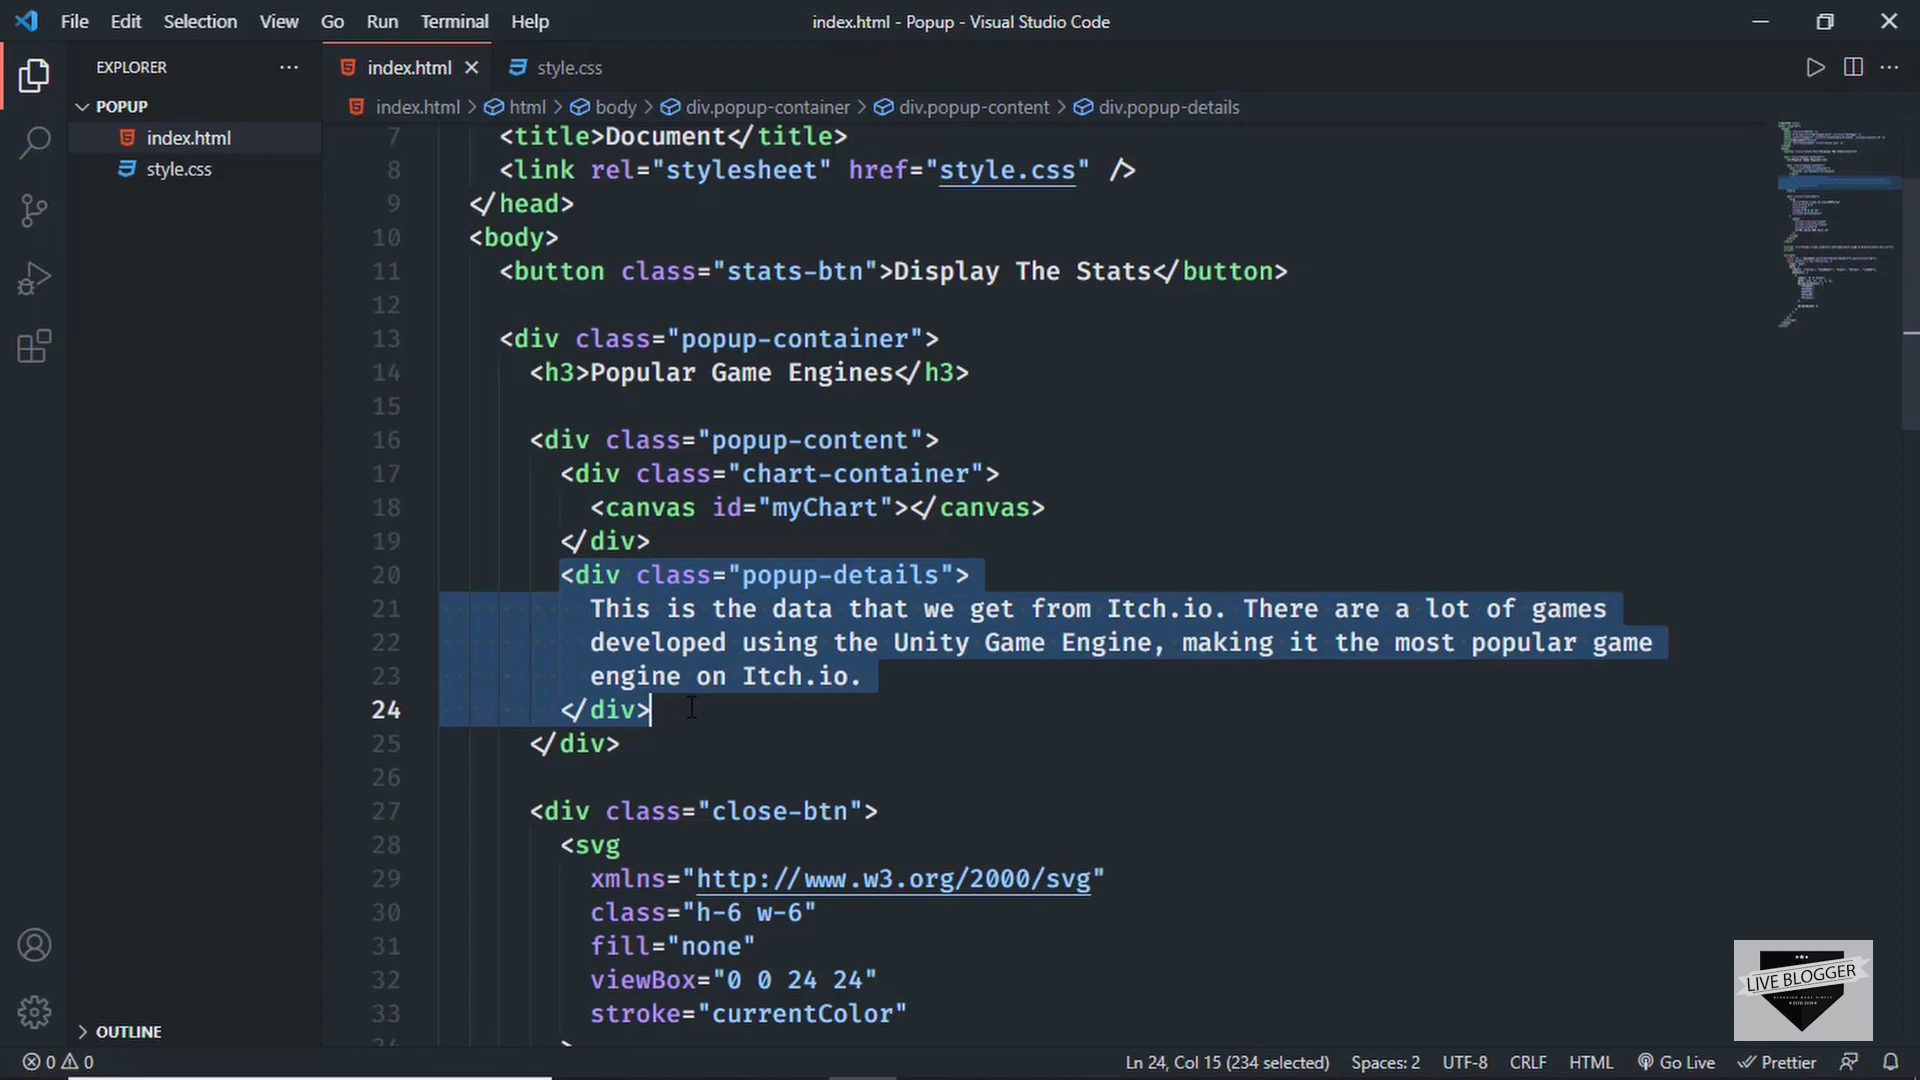 File Edit Selection View Go Run Terminal Help
index.html - Popup - Visual Studio Code
EXPLORER
index.html
style.css
POPUP
index.html
style.css
index.html > html > body > div.popup-container > div.popup-content > div.popup-details
7 <title>Document</title>
8 <link rel="stylesheet" href="style.css" />
9 </head>
10 <body>
11 <button class="stats-btn">Display The Stats</button>
12
13 <div class="popup-container">
14 <h3>Popular Game Engines</h3>
15
16 <div class="popup-content">
17 <div class="chart-container">
18 <canvas id="myChart"></canvas>
19 </div>
20 <div class="popup-details">
21 This is the data that we get from Itch.io. There are a lot of games
22 developed using the Unity Game Engine, making it the most popular game
23 engine on Itch.io.
24 </div>
25 </div>
26
27 <div class="close-btn">
28 <svg
29 xmlns="http://www.w3.org/2000/svg"
30 class="h-6 w-6"
31 fill="none"
32 viewBox="0 0 24 24"
33 stroke="currentColor"
>
LIVE BLOGGER
OUTLINE
0 0
Ln 24, Col 15 (234 selected) Spaces: 2 UTF-8 CRLF HTML Go Live Prettier